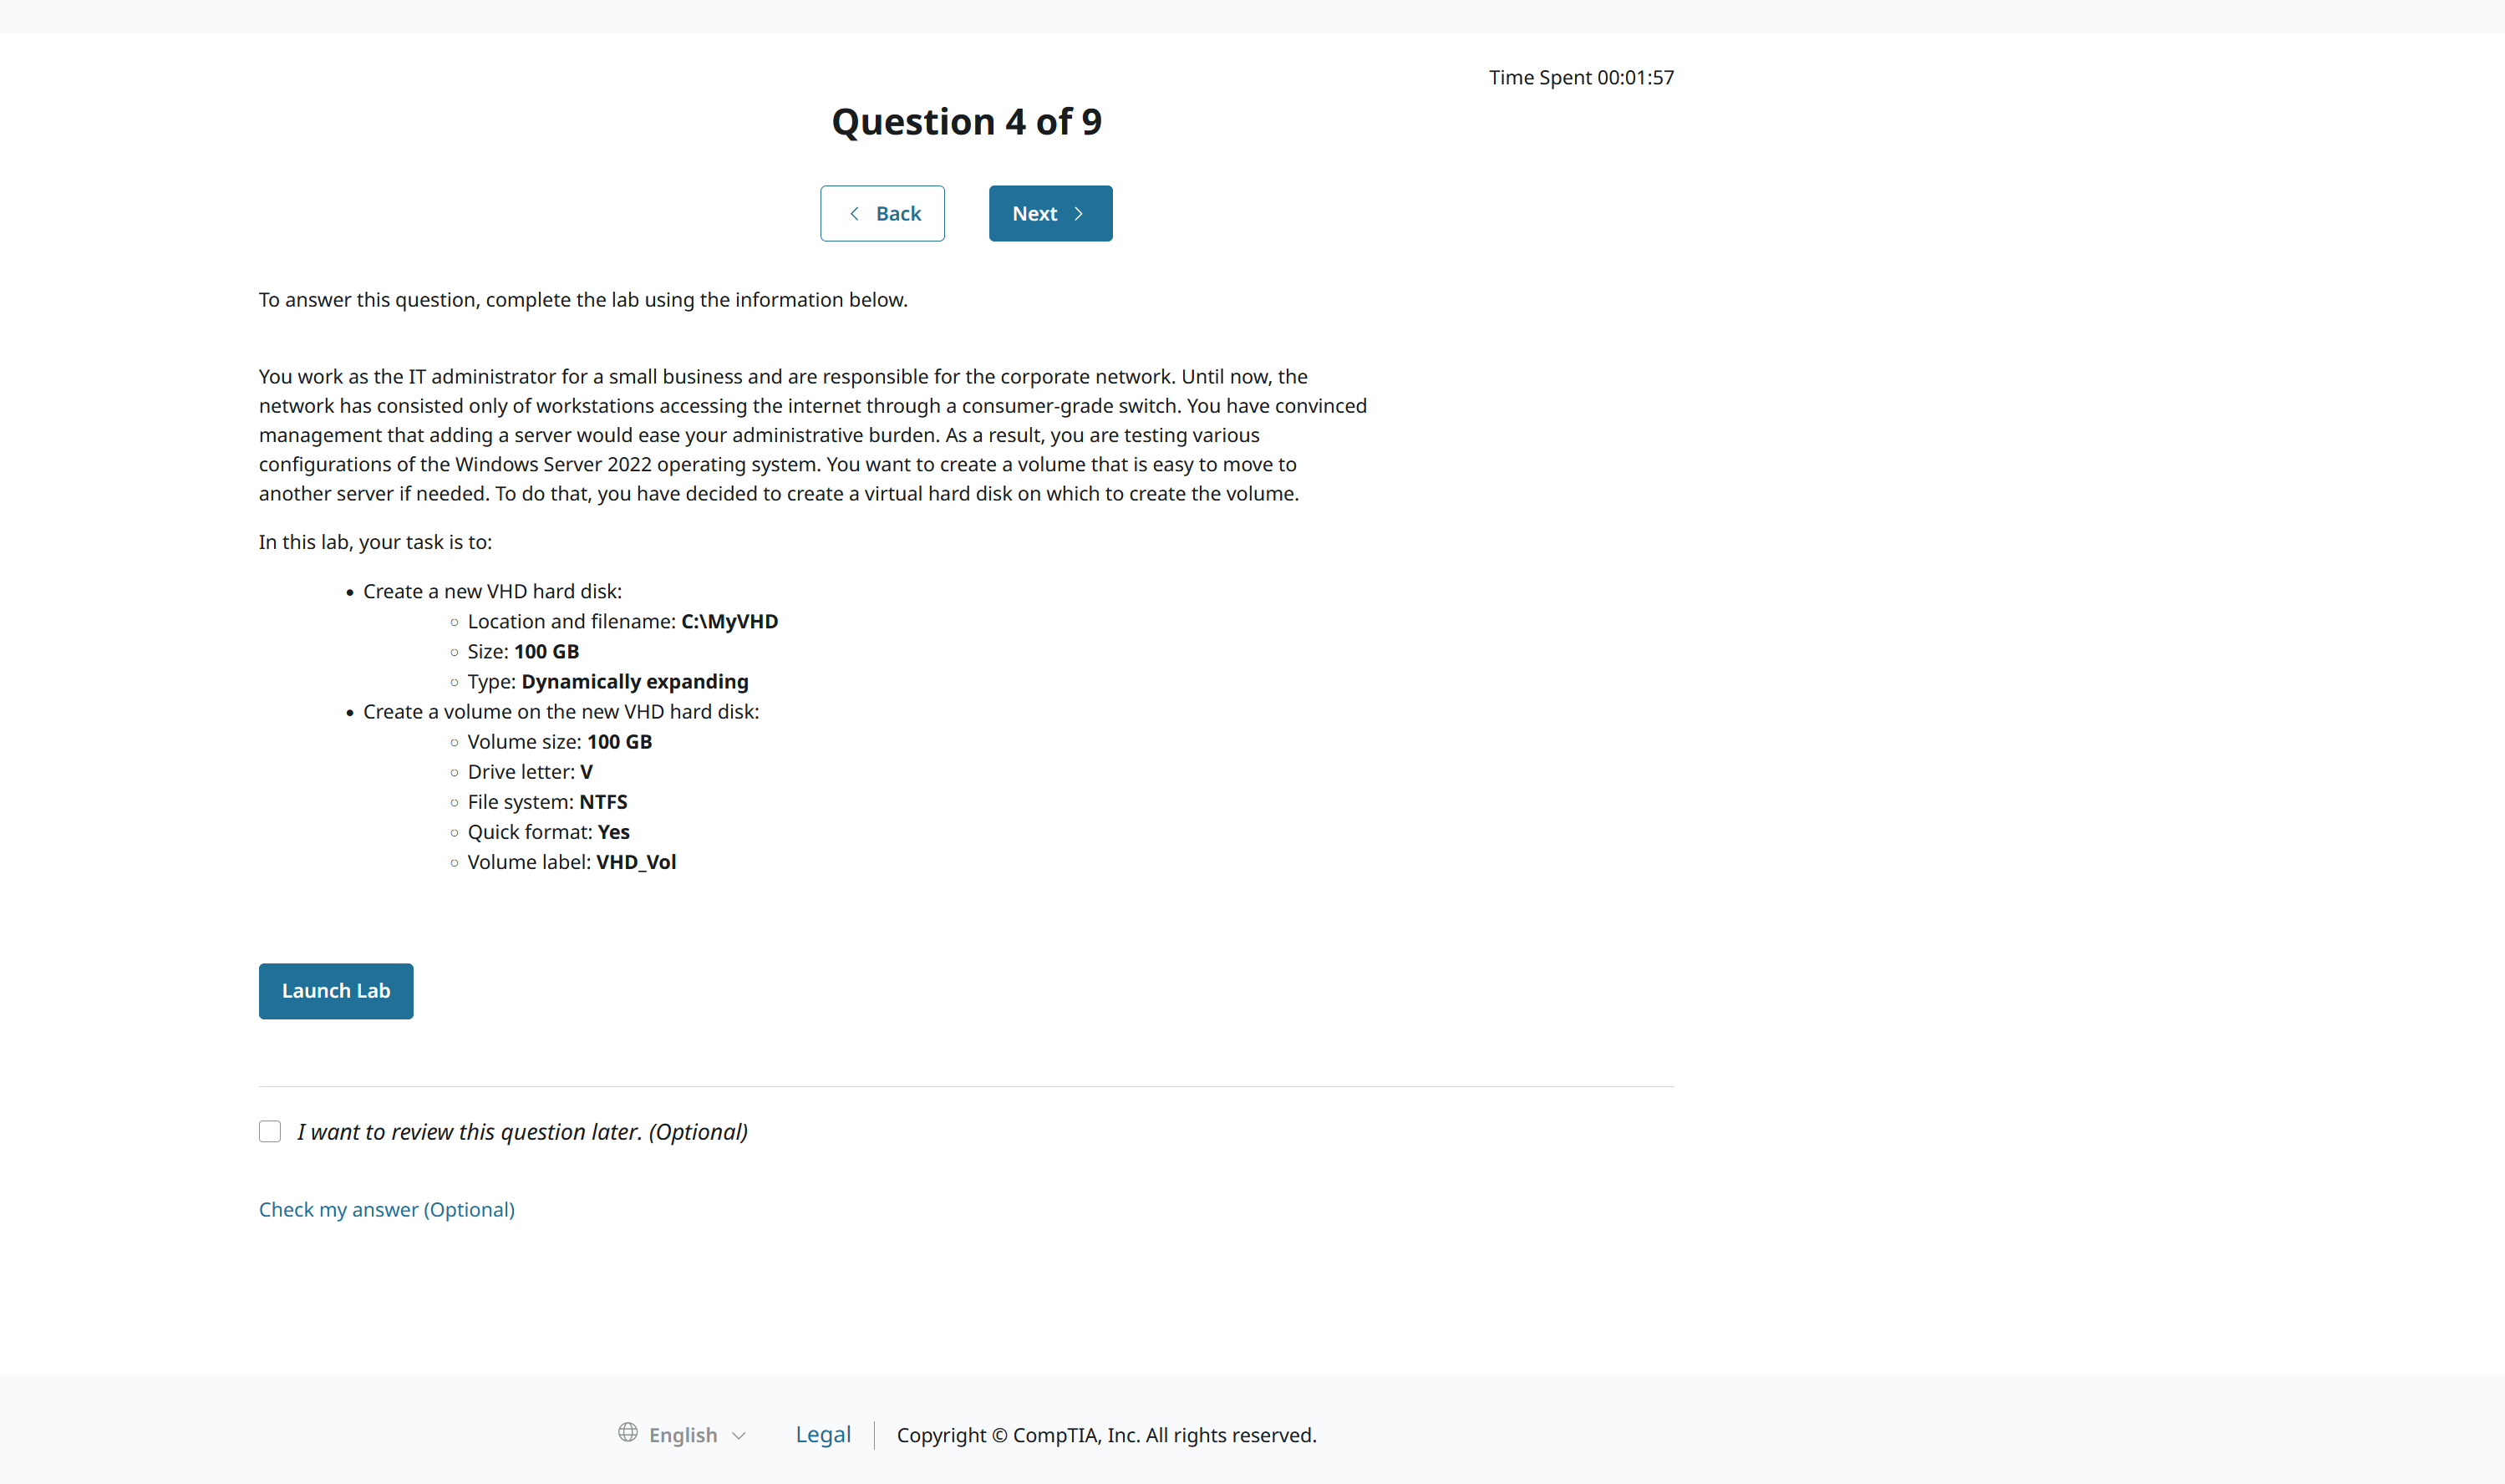 Time Spent 00:01:57
Question 4 of 9
Back
Next
To answer this question, complete the lab using the information below.
You work as the IT administrator for a small business and are responsible for the corporate network. Until now, the
network has consisted only of workstations accessing the internet through a consumer-grade switch. You have convinced
management that adding a server would ease your administrative burden. As a result, you are testing various
configurations of the Windows Server 2022 operating system. You want to create a volume that is easy to move to
another server if needed. To do that, you have decided to create a virtual hard disk on which to create the volume.
In this lab, your task is to:
Create a new VHD hard disk:
Location and filename: C:\MyVHD
Size: 100 GB
Type: Dynamically expanding
Create a volume on the new VHD hard disk:
Volume size: 100 GB
Drive letter: V
File system: NTFS
Quick format: Yes
Volume label: VHD_Vol
Launch Lab
I want to review this question later. (Optional)
Check my answer (Optional)
English
Legal
Copyright © CompTIA, Inc. All rights reserved.